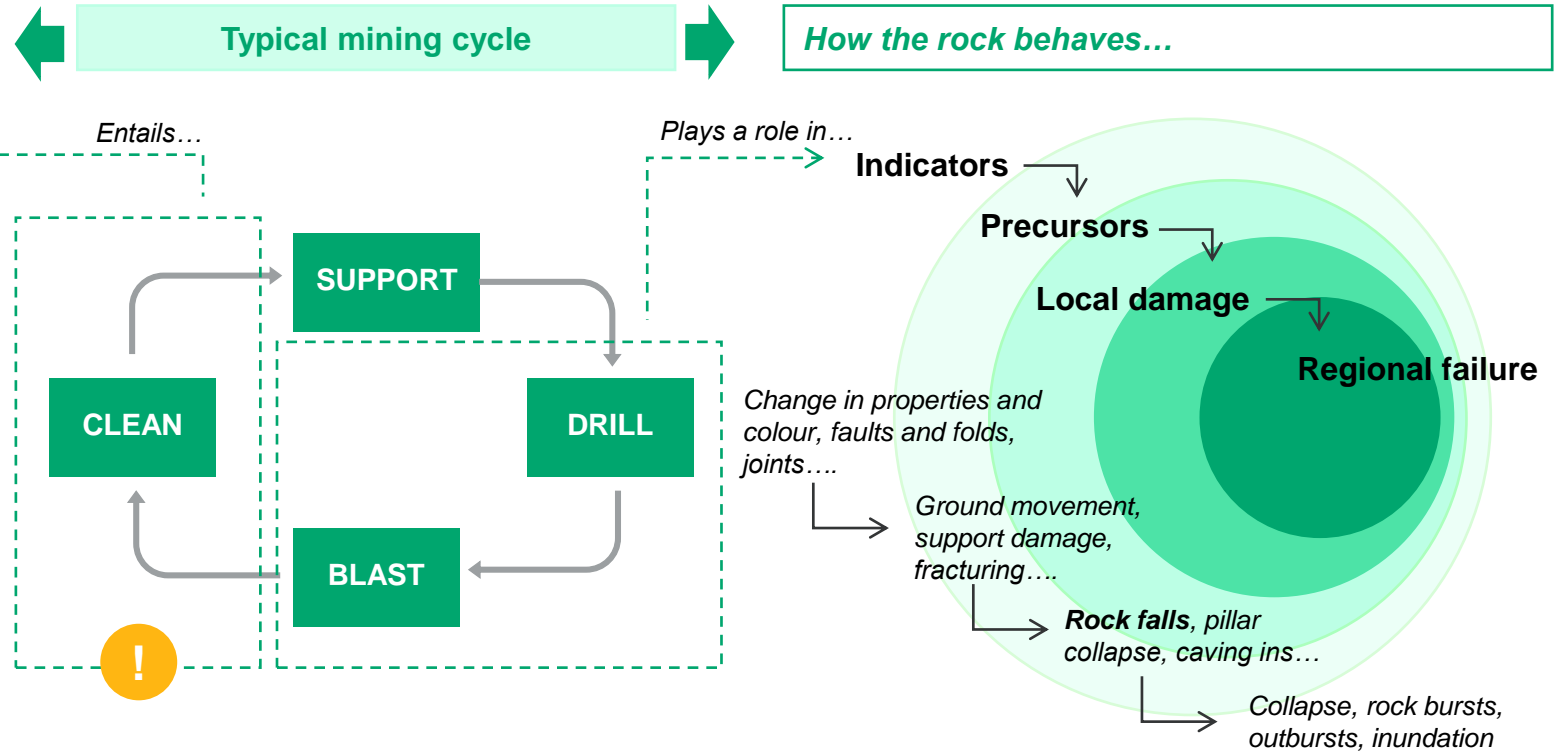 Typical mining cycle
How the rock behaves…
Entails…
Plays a role in…
SUPPORT
CLEAN
DRILL
BLAST
!
Indicators
Precursors
Local damage
Regional failure
Change in properties and
colour, faults and folds,
joints….
Ground movement,
support damage,
fracturing….
Rock falls, pillar
collapse, caving ins…
Collapse, rock bursts,
outbursts, inundation